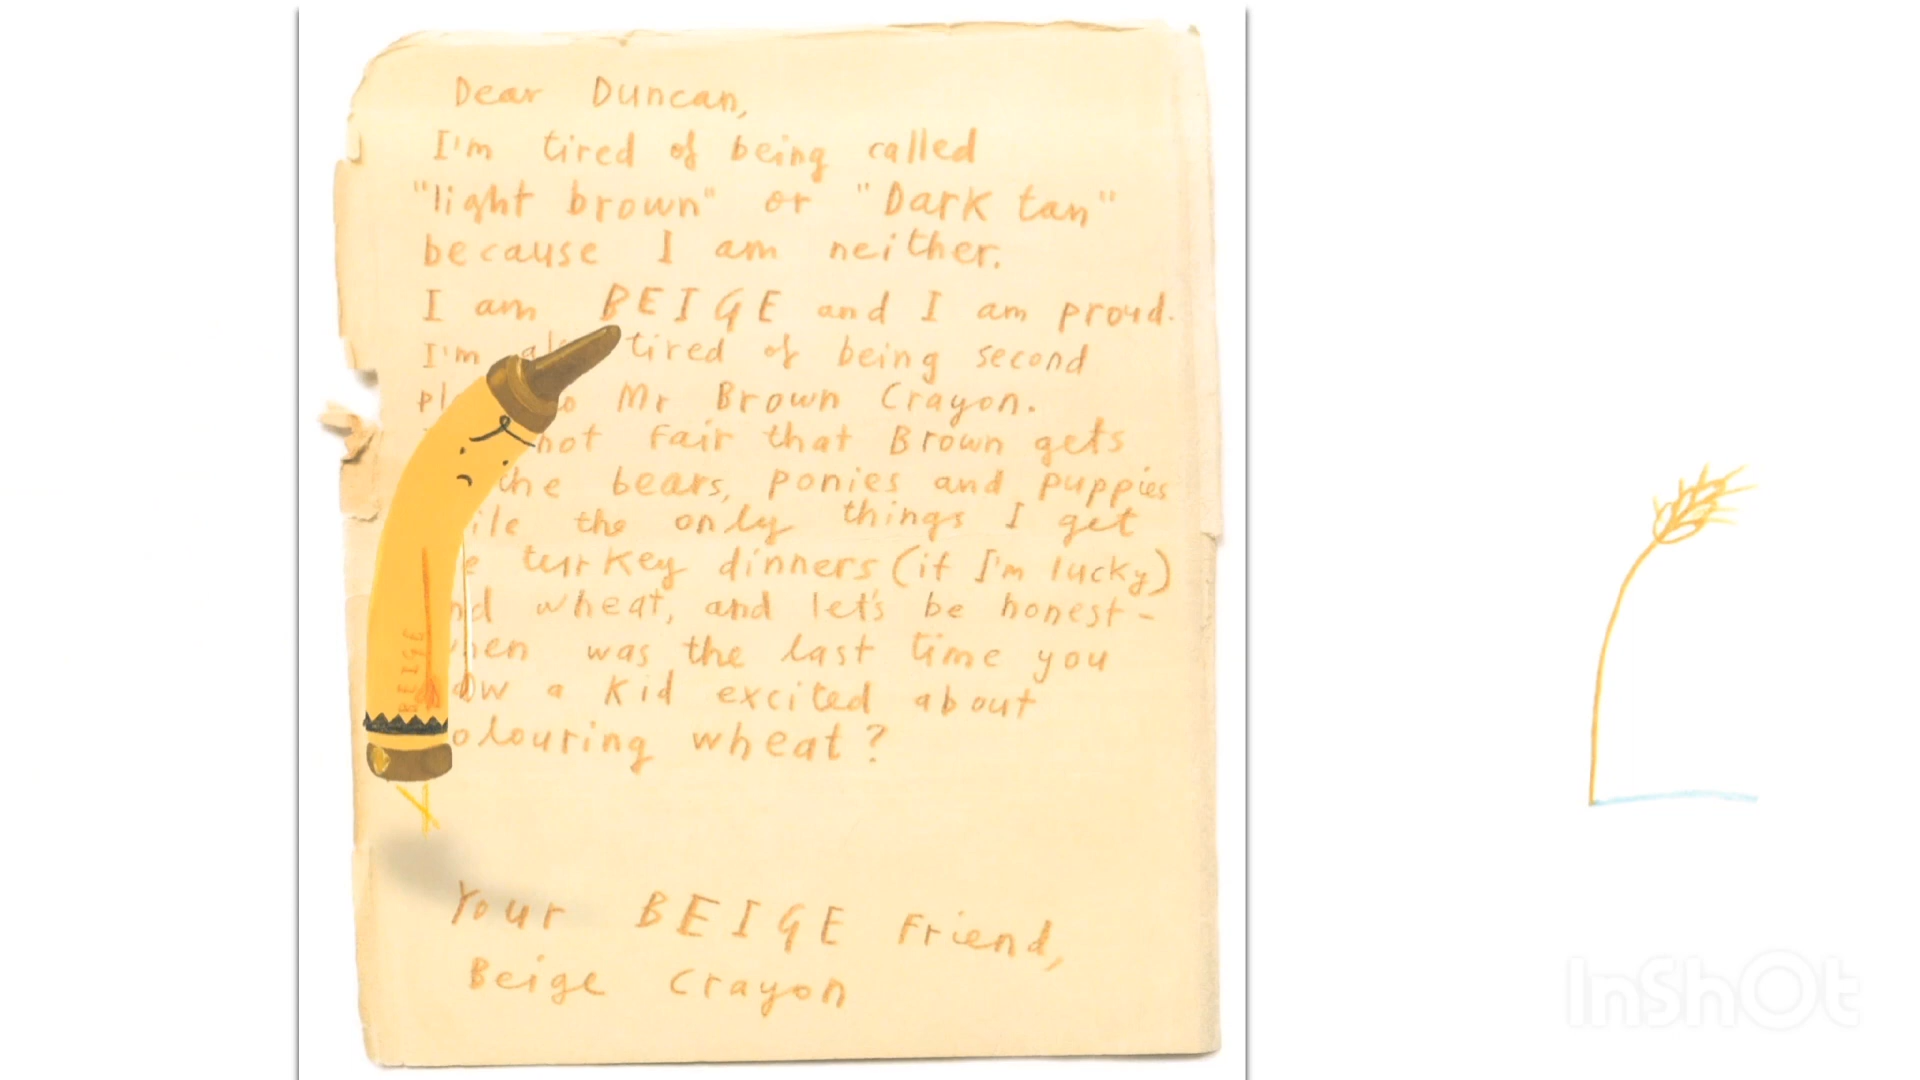 Dear Duncan,
I'm tired of being called
"light brown" or "Dark tan"
because I am neither.
I am BEIGE and I am proud.
I'm tired of being second
Mr Brown Crayon.
not fair that Brown gets
the bears, ponies and puppies
the only things I get
turkey dinners (if I'm lucky)
wheat, and let's be honest-
when was the last time you
a kid excited about
colouring wheat?
BEIGE
Your BEIGE friend,
Beige Crayon
InShOt